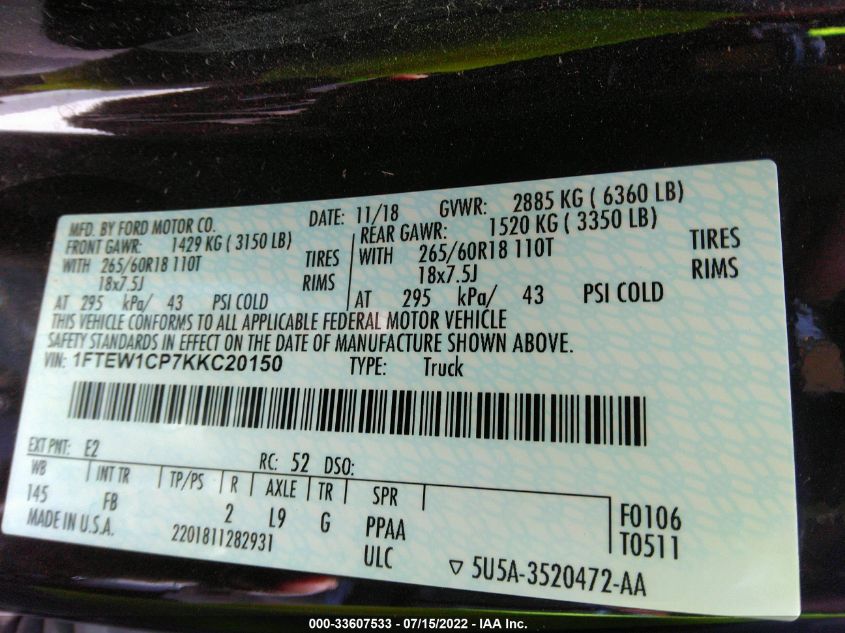 MFD. BY FORD MOTOR CO. DATE: 11/18 GVWR: 2885 KG ( 6360 LB)
FRONT GAWR: 1429 KG ( 3150 LB) REAR GAWR: 1520 KG ( 3350 LB)
WITH 265/60R18 110T TIRES WITH 265/60R18 110T TIRES
18x7.5J RIMS 18x7.5J RIMS
AT 295 kPa/ 43 PSI COLD AT 295 kPa/ 43 PSI COLD
THIS VEHICLE CONFORMS TO ALL APPLICABLE FEDERAL MOTOR VEHICLE
SAFETY STANDARDS IN EFFECT ON THE DATE OF MANUFACTURE SHOWN ABOVE.
VIN: 1FTEW1CP7KKC20150 TYPE: Truck
EXT PNT: E2 RC: 52 DSO:
WB INT TR TP/PS R AXLE TR SPR
145 FB 2 L9 G PPAA F0106
MADE IN U.S.A. 2201811282931 ULC T0511
▽ 5U5A-3520472-AA
000-33607533 - 07/15/2022 - IAA Inc.